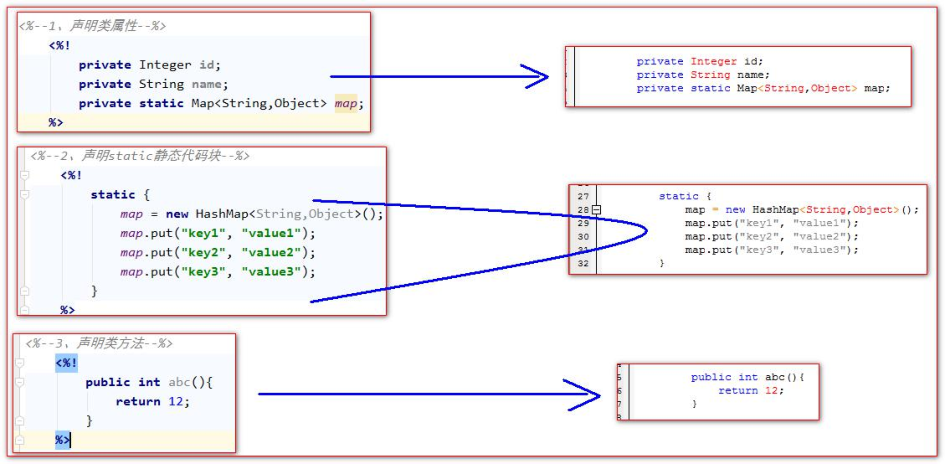 <%--1、声明类属性--%>
<%!
private Integer id;
private String name;
private static Map<String,Object> map;
%>
private Integer id;
private String name;
private static Map<String,Object> map;
<%--2、声明static静态代码块--%>
<%!
static {
map = new HashMap<String,Object>();
map.put("key1", "value1");
map.put("key2", "value2");
map.put("key3", "value3");
}
%>
27 static {
28 map = new HashMap<String,Object>();
29 map.put("key1", "value1");
30 map.put("key2", "value2");
31 map.put("key3", "value3");
32 }
<%--3、声明类方法--%>
<%!
public int abc(){
return 12;
}
%>
5 public int abc(){
6 return 12;
7 }
8